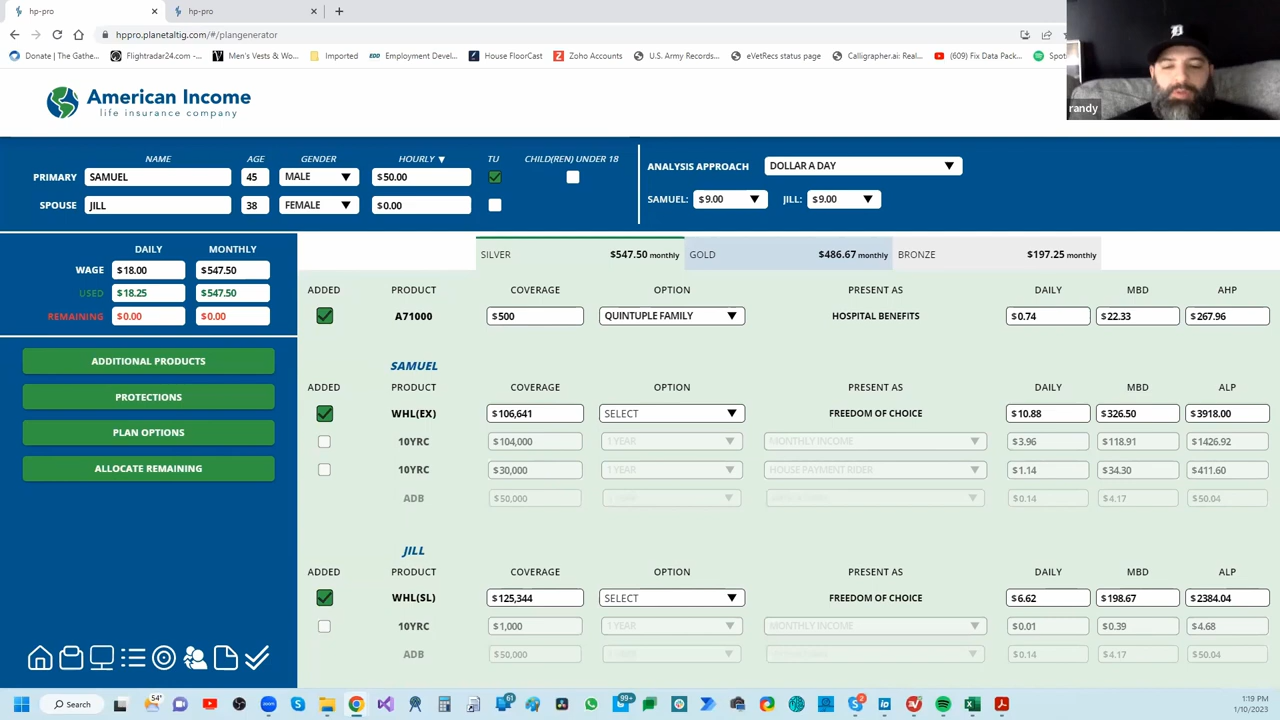 hp-pro
hp-pro
hppro.planetaltig.com/#/plangenerator
Donate | The Gathe...
Flightradar24.com -...
Men's Vests & Wo...
Imported
EDD Employment Devel...
House FloorCast
Zoho Accounts
U.S. Army Records...
eVetRecs status page
Calligrapher.ai: Real...
(609) Fix Data Pack...
Spoti
randy
American Income
life insurance company
NAME AGE GENDER HOURLY ▼ TU CHILD(REN) UNDER 18
PRIMARY SAMUEL 45 MALE $50.00
SPOUSE JILL 38 FEMALE $0.00
ANALYSIS APPROACH DOLLAR A DAY
SAMUEL: $9.00 JILL: $9.00
DAILY MONTHLY
WAGE $18.00 $547.50
USED $18.25 $547.50
REMAINING $0.00 $0.00
ADDITIONAL PRODUCTS
PROTECTIONS
PLAN OPTIONS
ALLOCATE REMAINING
SILVER $547.50 monthly GOLD $486.67 monthly BRONZE $197.25 monthly
ADDED PRODUCT COVERAGE OPTION PRESENT AS DAILY MBD AHP
A71000 $500 QUINTUPLE FAMILY HOSPITAL BENEFITS $0.74 $22.33 $267.96
SAMUEL
ADDED PRODUCT COVERAGE OPTION PRESENT AS DAILY MBD ALP
WHL(EX) $106,641 SELECT FREEDOM OF CHOICE $10.88 $326.50 $3918.00
10YRC $104,000 1 YEAR MONTHLY INCOME $3.96 $118.91 $1426.92
10YRC $30,000 1 YEAR HOUSE PAYMENT RIDER $1.14 $34.30 $411.60
ADB $50,000 $0.14 $4.17 $50.04
JILL
ADDED PRODUCT COVERAGE OPTION PRESENT AS DAILY MBD ALP
WHL(SL) $125,344 SELECT FREEDOM OF CHOICE $6.62 $198.67 $2384.04
10YRC $1,000 1 YEAR MONTHLY INCOME $0.01 $0.39 $4.68
ADB $50,000 $0.14 $4.17 $50.04
Search
54°
61
99+
2
1:19 PM
1/10/2023